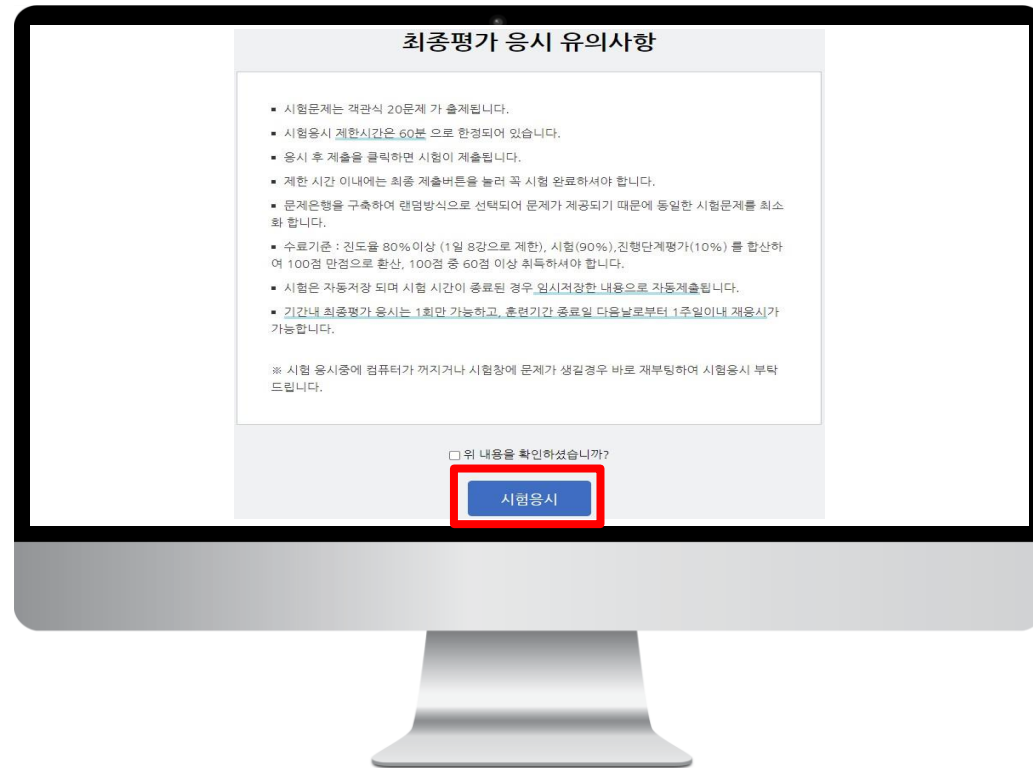 최종평가 응시 유의사항
▪ 시험문제는 객관식 20문제 가 출제됩니다.
▪ 시험응시 제한시간은 60분 으로 한정되어 있습니다.
▪ 응시 후 제출을 클릭하면 시험이 제출됩니다.
▪ 제한 시간 이내에는 최종 제출버튼을 눌러 꼭 시험 완료하셔야 합니다.
▪ 문제은행을 구축하여 랜덤방식으로 선택되어 문제가 제공되기 때문에 동일한 시험문제를 최소
화 합니다.
▪ 수료기준 : 진도율 80%이상 (1일 8강으로 제한), 시험(90%),진행단계평가(10%) 를 합산하
여 100점 만점으로 환산, 100점 중 60점 이상 취득하셔야 합니다.
▪ 시험은 자동저장 되며 시험 시간이 종료된 경우 임시저장한 내용으로 자동제출됩니다.
▪ 기간내 최종평가 응시는 1회만 가능하고, 훈련기간 종료일 다음날로부터 1주일이내 재응시가
가능합니다.
※ 시험 응시중에 컴퓨터가 꺼지거나 시험창에 문제가 생길경우 바로 재부팅하여 시험응시 부탁
드립니다.
위 내용을 확인하셨습니까?
시험응시